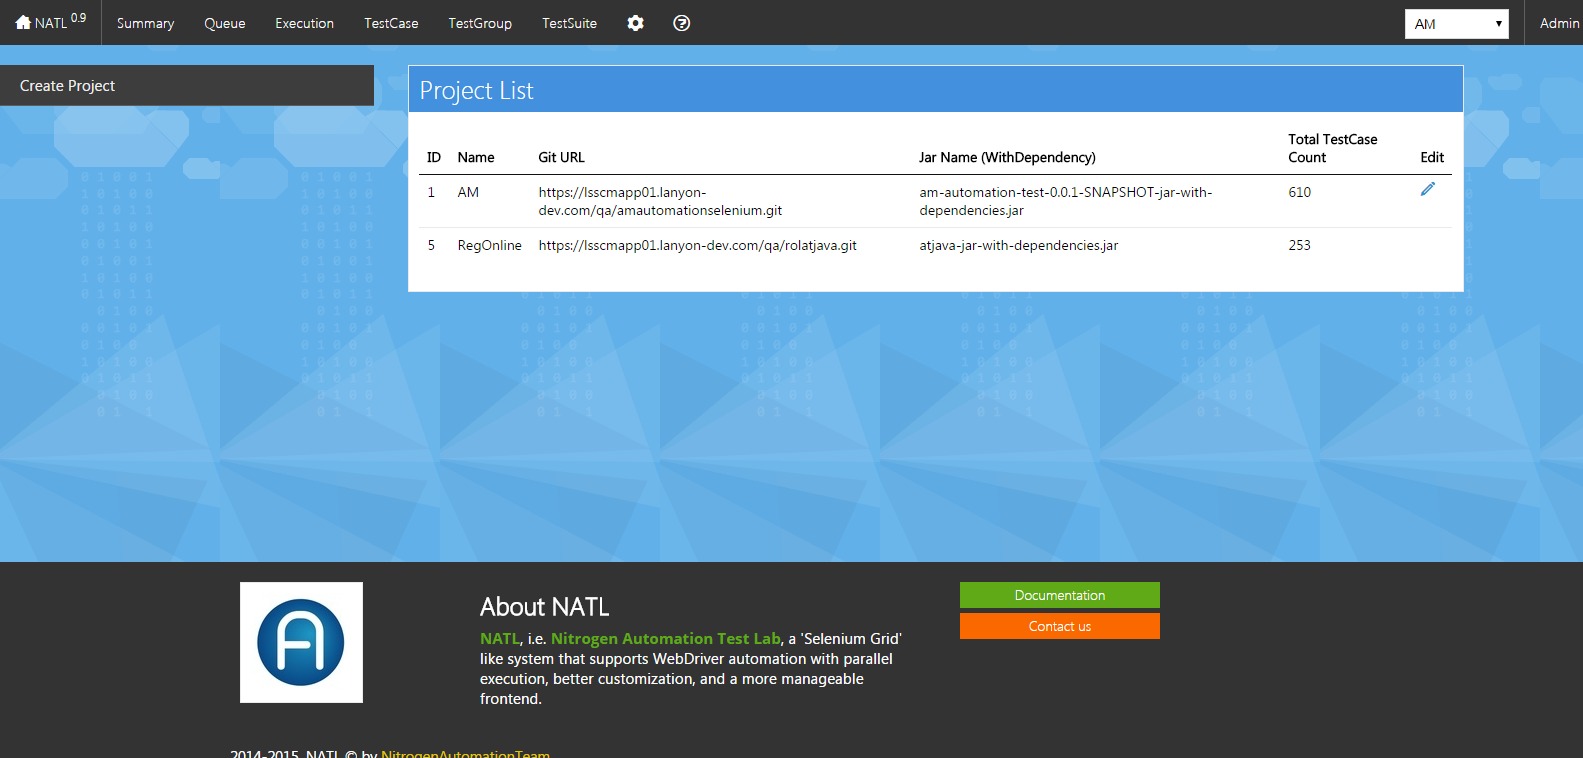 NATL 0.9 Summary Queue Execution TestCase TestGroup TestSuite AM Admin
Create Project
Project List
ID Name Git URL Jar Name (WithDependency) Total TestCase Count Edit
1 AM https://lsscmapp01.lanyon-dev.com/qa/amautomationselenium.git am-automation-test-0.0.1-SNAPSHOT-jar-with-dependencies.jar 610
5 RegOnline https://lsscmapp01.lanyon-dev.com/qa/rolatjava.git atjava-jar-with-dependencies.jar 253
About NATL
NATL, i.e. Nitrogen Automation Test Lab, a 'Selenium Grid'
like system that supports WebDriver automation with parallel
execution, better customization, and a more manageable
frontend.
Documentation
Contact us
2014-2015, NATL © by NitrogenAutomationTeam